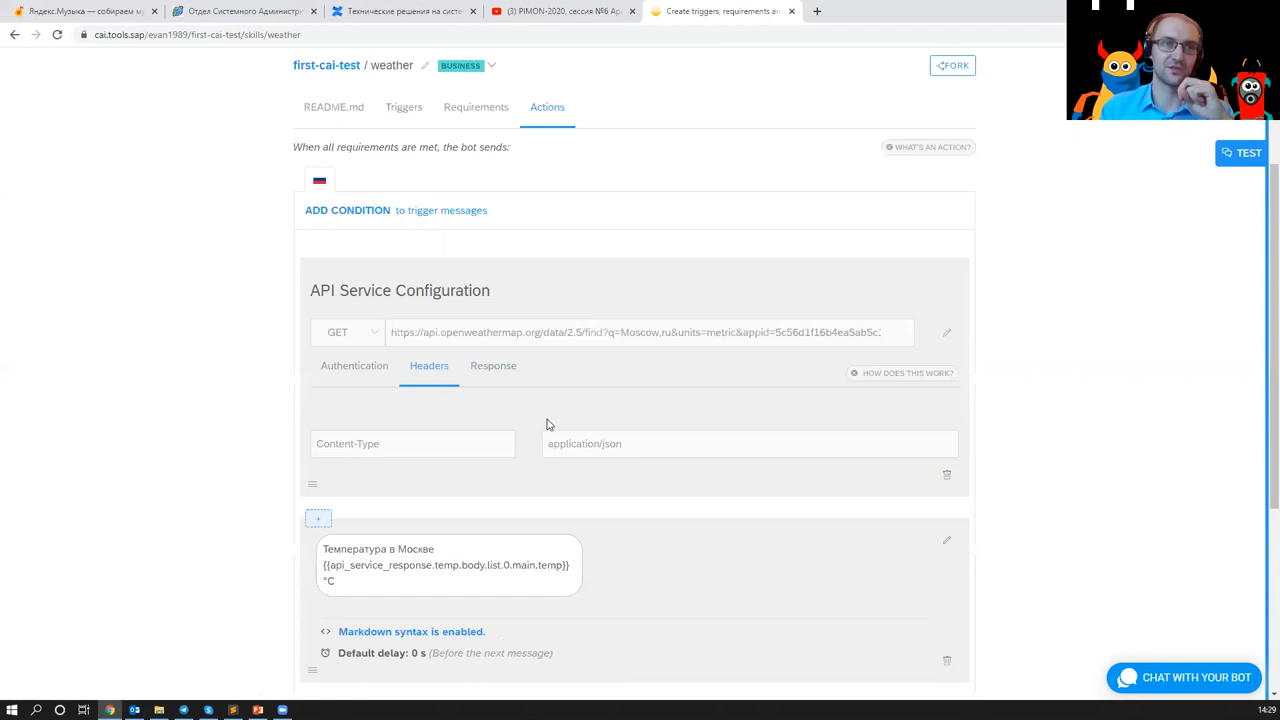 Яндекс.Музыка — собираем му
Отдел Системного Админист
Технические решения на систе
(3) PIMON-2020, сессия №6 Ар
Create triggers, requirements an
cai.tools.sap/evan1989/first-cai-test/skills/weather
first-cai-test / weather
BUSINESS
FORK
README.md
Triggers
Requirements
Actions
When all requirements are met, the bot sends:
WHAT'S AN ACTION?
TEST
ADD CONDITION to trigger messages
API Service Configuration
GET
https://api.openweathermap.org/data/2.5/find?q=Moscow,ru&units=metric&appid=5c56d1f16b4ea5ab5c:
Authentication
Headers
Response
HOW DOES THIS WORK?
Content-Type
application/json
+
Температура в Москве
{{api_service_response.temp.body.list.0.main.temp}}
°C
Markdown syntax is enabled.
Default delay: 0 s (Before the next message)
CHAT WITH YOUR BOT
14:29